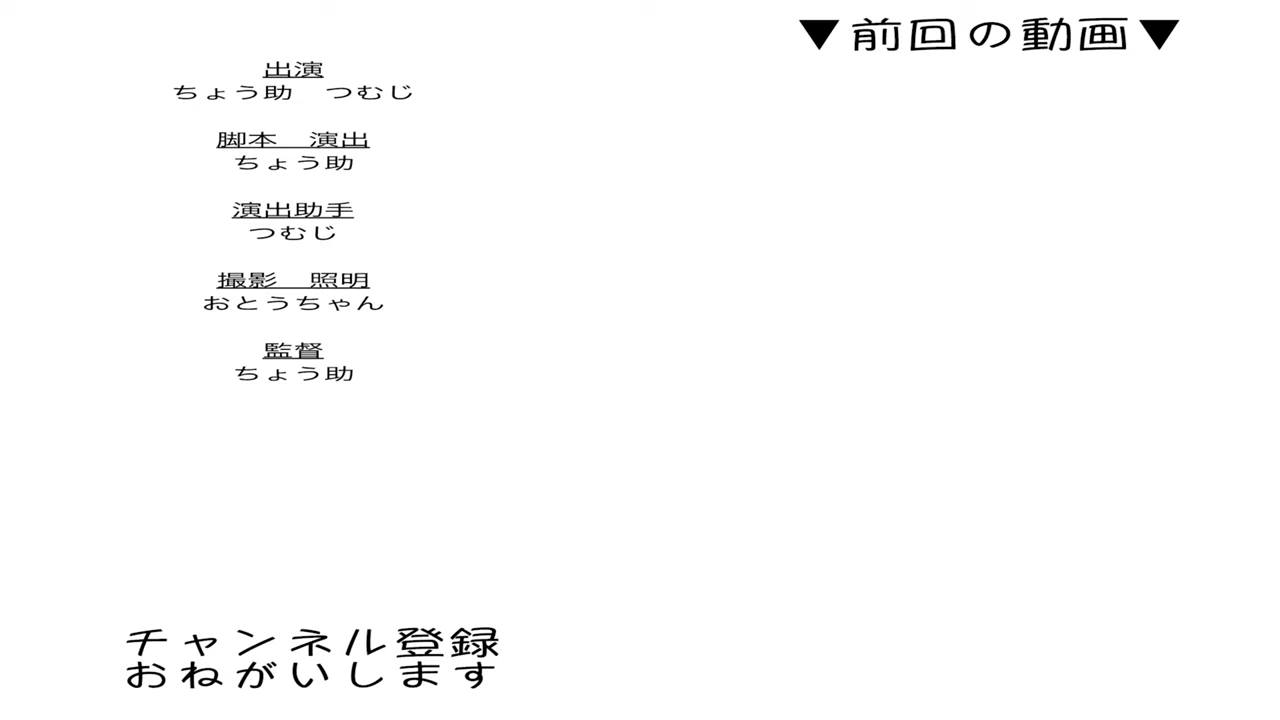 ▼前回の動画▼
出演
ちょう助　つむじ
脚本　演出
ちょう助
演出助手
つむじ
撮影　照明
おとうちゃん
監督
ちょう助
チャンネル登録
おねがいします